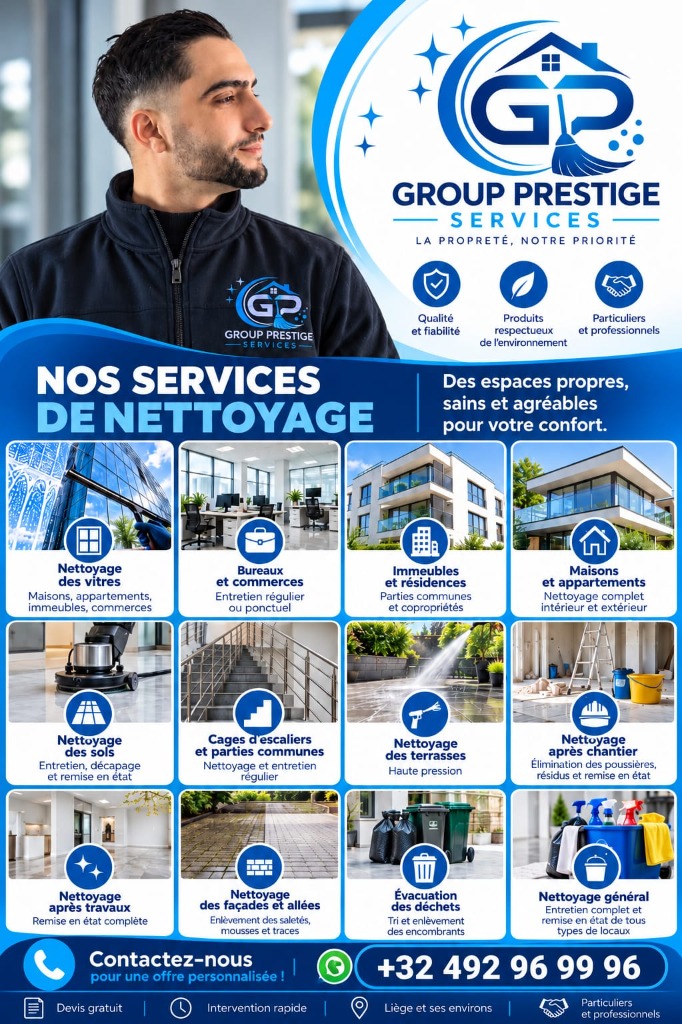 GP
GROUP PRESTIGE
SERVICES
LA PROPRETÉ, NOTRE PRIORITÉ
Qualité
et fiabilité
Produits
respectueux
de l'environnement
Particuliers
et professionnels
GP
GROUP PRESTIGE
SERVICES
NOS SERVICES
DE NETTOYAGE
Des espaces propres,
sains et agréables
pour votre confort.
Nettoyage
des vitres
Maisons, appartements,
immeubles, commerces
Bureaux
et commerces
Entretien régulier
ou ponctuel
Immeubles
et résidences
Parties communes
et copropriétés
Maisons
et appartements
Nettoyage complet
intérieur et extérieur
Nettoyage
des sols
Entretien, décapage
et remise en état
Cages d'escaliers
et parties communes
Nettoyage et entretien
régulier
Nettoyage
des terrasses
Haute pression
Nettoyage
après chantier
Élimination des poussières,
résidus et remise en état
Nettoyage
après travaux
Remise en état complète
Nettoyage
des façades et allées
Enlèvement des saletés,
mousses et traces
Évacuation
des déchets
Tri et enlèvement
des encombrants
Nettoyage général
Entretien complet et
remise en état de tous
types de locaux
Contactez-nous
pour une offre personnalisée !
+32 492 96 99 96
Devis gratuit
Intervention rapide
Liège et ses environs
Particuliers
et professionnels